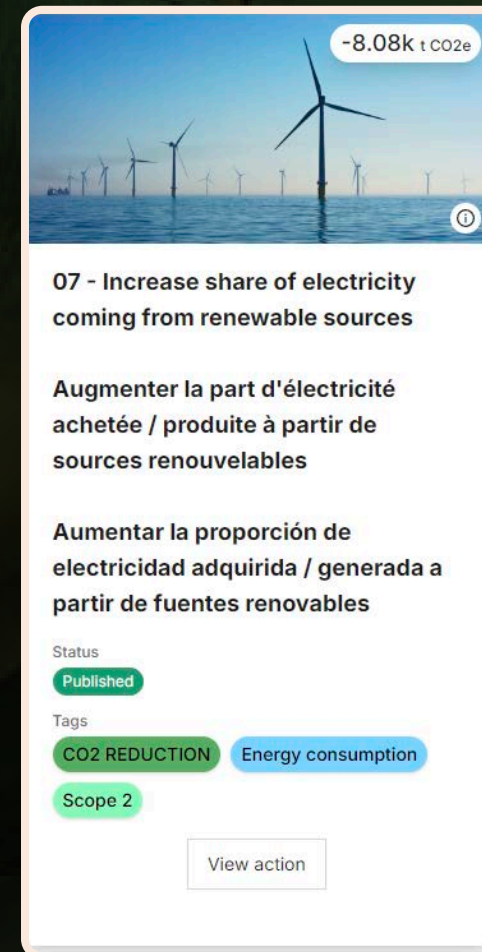 -8.08k t CO2e
07 - Increase share of electricity
coming from renewable sources
Augmenter la part d'électricité
achetée / produite à partir de
sources renouvelables
Aumentar la proporción de
electricidad adquirida / generada a
partir de fuentes renovables
Status
Published
Tags
CO2 REDUCTION Energy consumption
Scope 2
View action